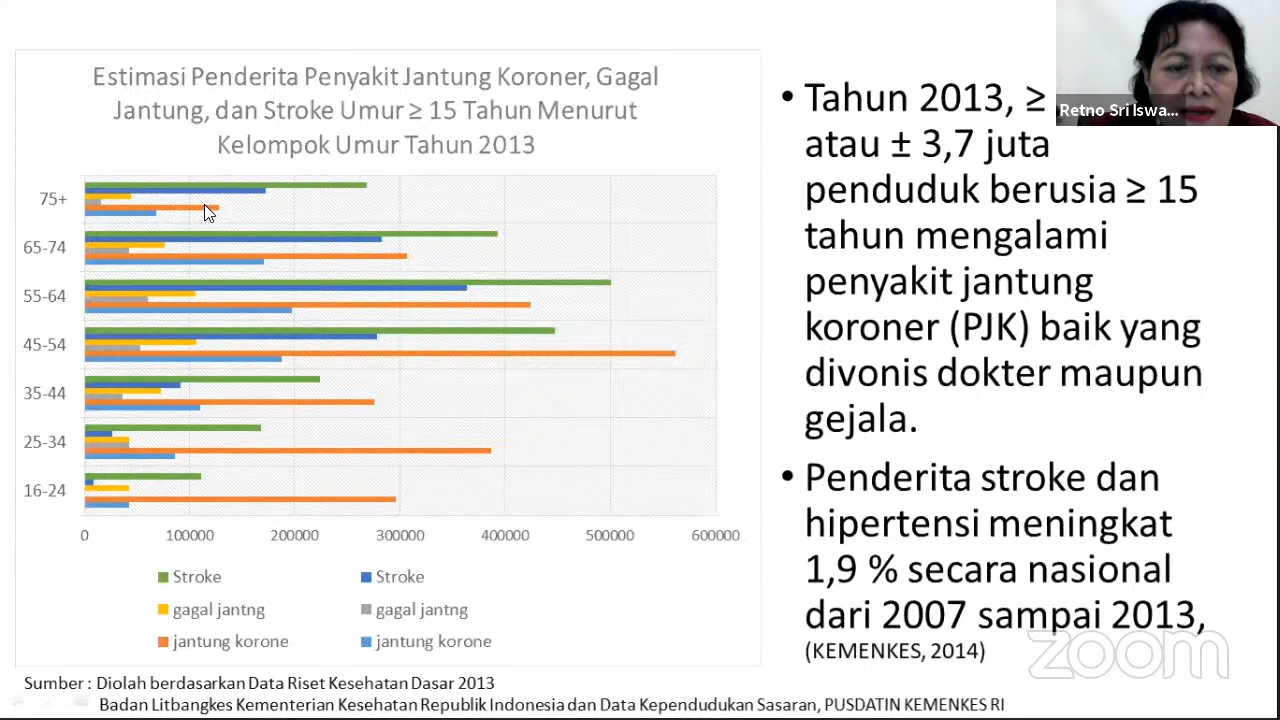 Estimasi Penderita Penyakit Jantung Koroner, Gagal
Jantung, dan Stroke Umur ≥ 15 Tahun Menurut
Kelompok Umur Tahun 2013
75+
65-74
55-64
45-54
35-44
25-34
16-24
0 100000 200000 300000 400000 500000 600000
Stroke Stroke
gagal jantng gagal jantng
jantung korone jantung korone
Sumber : Diolah berdasarkan Data Riset Kesehatan Dasar 2013
Badan Litbangkes Kementerian Kesehatan Republik Indonesia dan Data Kependudukan Sasaran, PUSDATIN KEMENKES RI
• Tahun 2013, ≥
atau ± 3,7 juta
penduduk berusia ≥ 15
tahun mengalami
penyakit jantung
koroner (PJK) baik yang
divonis dokter maupun
gejala.
• Penderita stroke dan
hipertensi meningkat
1,9 % secara nasional
dari 2007 sampai 2013,
(KEMENKES, 2014)
Retno Sri Iswa...
zoom